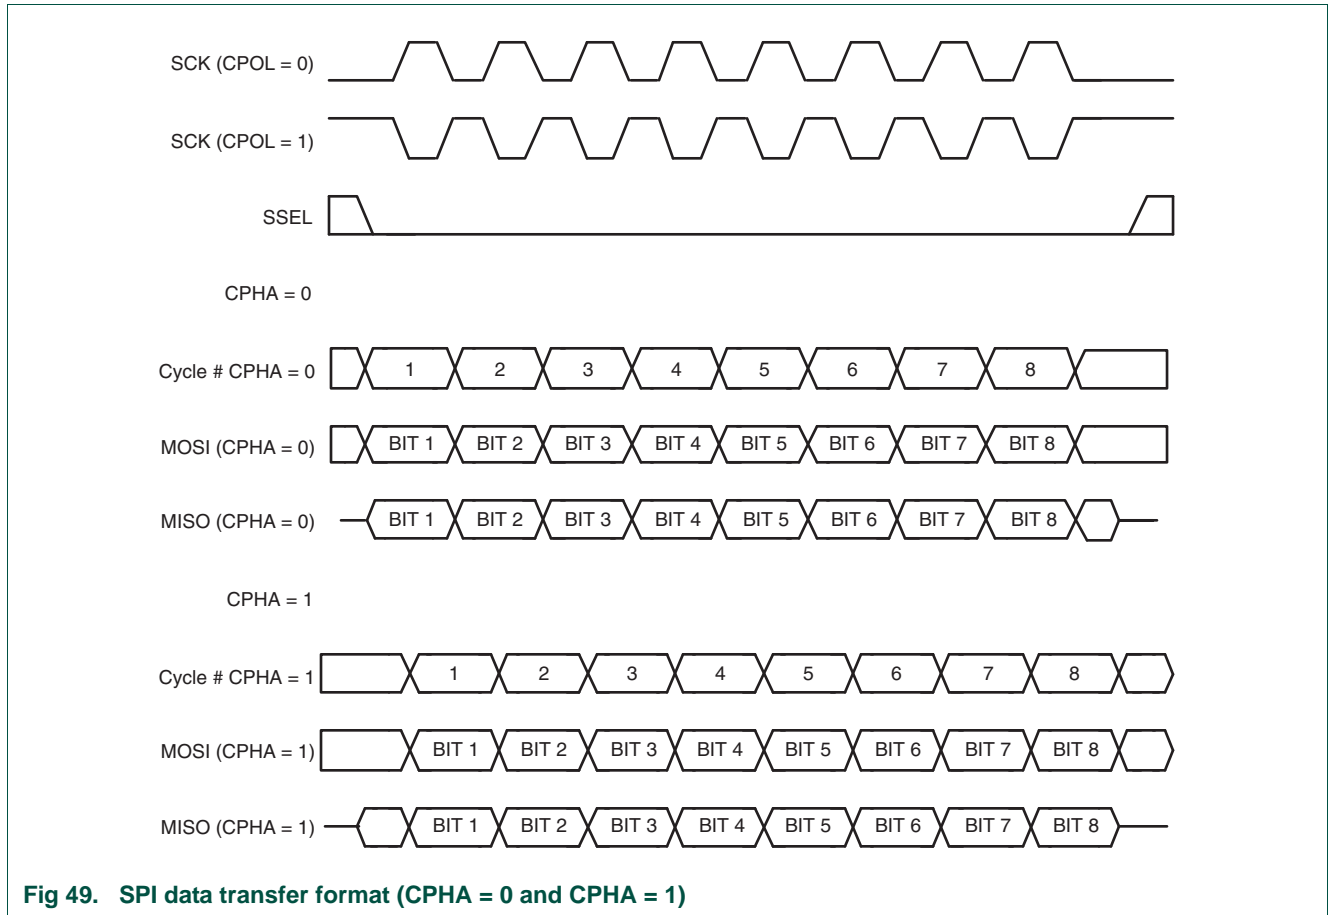 SCK (CPOL = 0)
SCK (CPOL = 1)
SSEL
CPHA = 0
Cycle # CPHA = 0 1 2 3 4 5 6 7 8
MOSI (CPHA = 0) BIT 1 BIT 2 BIT 3 BIT 4 BIT 5 BIT 6 BIT 7 BIT 8
MISO (CPHA = 0) BIT 1 BIT 2 BIT 3 BIT 4 BIT 5 BIT 6 BIT 7 BIT 8
CPHA = 1
Cycle # CPHA = 1 1 2 3 4 5 6 7 8
MOSI (CPHA = 1) BIT 1 BIT 2 BIT 3 BIT 4 BIT 5 BIT 6 BIT 7 BIT 8
MISO (CPHA = 1) BIT 1 BIT 2 BIT 3 BIT 4 BIT 5 BIT 6 BIT 7 BIT 8
Fig 49. SPI data transfer format (CPHA = 0 and CPHA = 1)